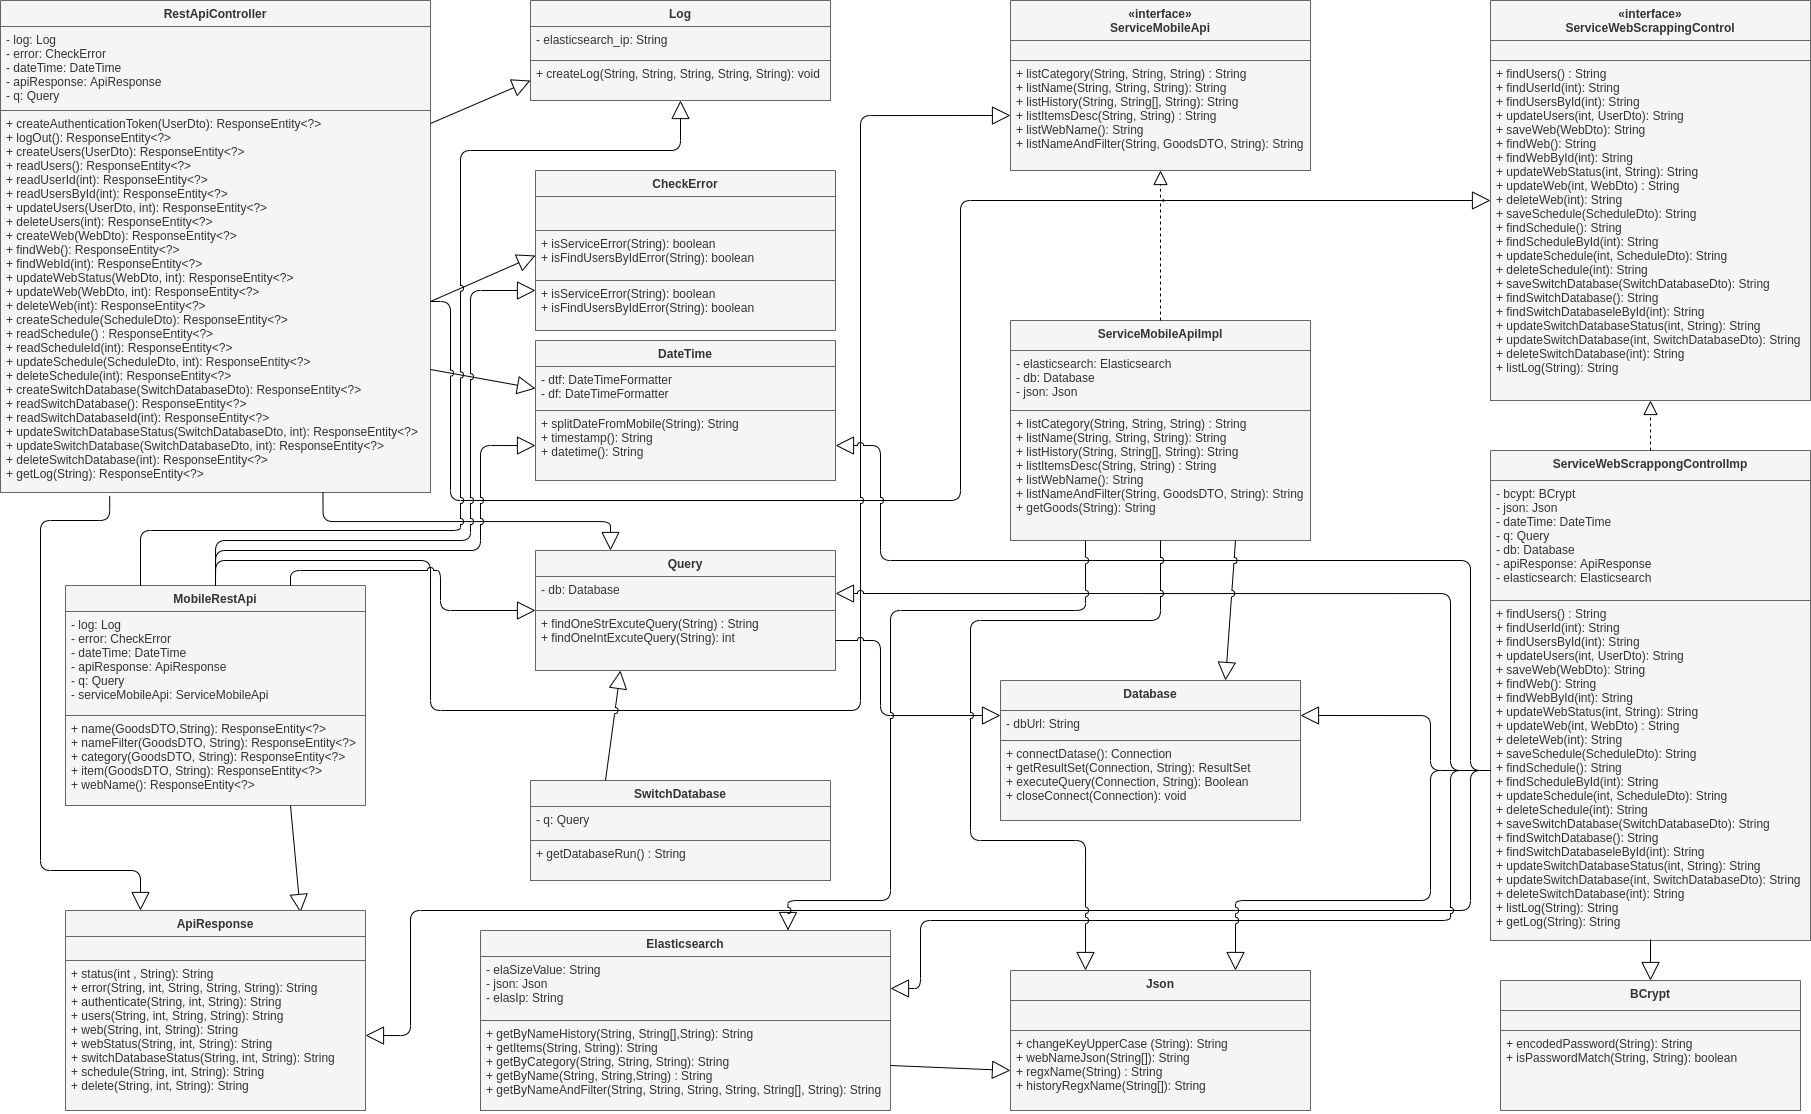 RestApiController
- log: Log
- error: CheckError
- dateTime: DateTime
- apiResponse: ApiResponse
- q: Query
+ createAuthenticationToken(UserDto): ResponseEntity<?>
+ logOut(): ResponseEntity<?>
+ createUsers(UserDto): ResponseEntity<?>
+ readUsers(): ResponseEntity<?>
+ readUserId(int): ResponseEntity<?>
+ readUsersById(int): ResponseEntity<?>
+ updateUsers(UserDto, int): ResponseEntity<?>
+ deleteUsers(int): ResponseEntity<?>
+ createWeb(WebDto): ResponseEntity<?>
+ findWeb(): ResponseEntity<?>
+ findWebId(int): ResponseEntity<?>
+ updateWebStatus(WebDto, int): ResponseEntity<?>
+ updateWeb(WebDto, int): ResponseEntity<?>
+ deleteWeb(int): ResponseEntity<?>
+ createSchedule(ScheduleDto): ResponseEntity<?>
+ readSchedule() : ResponseEntity<?>
+ readScheduleId(int): ResponseEntity<?>
+ updateSchedule(ScheduleDto, int): ResponseEntity<?>
+ deleteSchedule(int): ResponseEntity<?>
+ createSwitchDatabase(SwitchDatabaseDto): ResponseEntity<?>
+ readSwitchDatabase(): ResponseEntity<?>
+ readSwitchDatabaseId(int): ResponseEntity<?>
+ updateSwitchDatabaseStatus(SwitchDatabaseDto, int): ResponseEntity<?>
+ updateSwitchDatabase(SwitchDatabaseDto, int): ResponseEntity<?>
+ deleteSwitchDatabase(int): ResponseEntity<?>
+ getLog(String): ResponseEntity<?>
Log
- elasticsearch_ip: String
+ createLog(String, String, String, String, String): void
CheckError
+ isServiceError(String): boolean
+ isFindUsersByIdError(String): boolean
+ isServiceError(String): boolean
+ isFindUsersByIdError(String): boolean
DateTime
- dtf: DateTimeFormatter
- df: DateTimeFormatter
+ splitDateFromMobile(String): String
+ timestamp(): String
+ datetime(): String
«interface»
ServiceMobileApi
+ listCategory(String, String, String) : String
+ listName(String, String, String): String
+ listHistory(String, String[], String): String
+ listItemsDesc(String, String) : String
+ listWebName(): String
+ listNameAndFilter(String, GoodsDTO, String): String
«interface»
ServiceWebScrappingControl
+ findUsers() : String
+ findUserId(int): String
+ findUsersById(int): String
+ updateUsers(int, UserDto): String
+ saveWeb(WebDto): String
+ findWeb(): String
+ findWebById(int): String
+ updateWebStatus(int, String): String
+ updateWeb(int, WebDto) : String
+ deleteWeb(int): String
+ saveSchedule(ScheduleDto): String
+ findSchedule(): String
+ findScheduleById(int): String
+ updateSchedule(int, ScheduleDto): String
+ deleteSchedule(int): String
+ saveSwitchDatabase(SwitchDatabaseDto): String
+ findSwitchDatabase(): String
+ findSwitchDatabaseleById(int): String
+ updateSwitchDatabaseStatus(int, String): String
+ updateSwitchDatabase(int, SwitchDatabaseDto): String
+ deleteSwitchDatabase(int): String
+ listLog(String): String
ServiceMobileApiImpl
- elasticsearch: Elasticsearch
- db: Database
- json: Json
+ listCategory(String, String, String) : String
+ listName(String, String, String): String
+ listHistory(String, String[], String): String
+ listItemsDesc(String, String) : String
+ listWebName(): String
+ listNameAndFilter(String, GoodsDTO, String): String
+ getGoods(String): String
ServiceWebScrappongControlImp
- bcypt: BCrypt
- json: Json
- dateTime: DateTime
- q: Query
- db: Database
- apiResponse: ApiResponse
- elasticsearch: Elasticsearch
+ findUsers() : String
+ findUserId(int): String
+ findUsersById(int): String
+ updateUsers(int, UserDto): String
+ saveWeb(WebDto): String
+ findWeb(): String
+ findWebById(int): String
+ updateWebStatus(int, String): String
+ updateWeb(int, WebDto) : String
+ deleteWeb(int): String
+ saveSchedule(ScheduleDto): String
+ findSchedule(): String
+ findScheduleById(int): String
+ updateSchedule(int, ScheduleDto): String
+ deleteSchedule(int): String
+ saveSwitchDatabase(SwitchDatabaseDto): String
+ findSwitchDatabase(): String
+ findSwitchDatabaseleById(int): String
+ updateSwitchDatabaseStatus(int, String): String
+ updateSwitchDatabase(int, SwitchDatabaseDto): String
+ deleteSwitchDatabase(int): String
+ listLog(String): String
+ getLog(String): String
MobileRestApi
- log: Log
- error: CheckError
- dateTime: DateTime
- apiResponse: ApiResponse
- q: Query
- serviceMobileApi: ServiceMobileApi
+ name(GoodsDTO,String): ResponseEntity<?>
+ nameFilter(GoodsDTO, String): ResponseEntity<?>
+ category(GoodsDTO, String): ResponseEntity<?>
+ item(GoodsDTO, String): ResponseEntity<?>
+ webName(): ResponseEntity<?>
Query
- db: Database
+ findOneStrExcuteQuery(String) : String
+ findOneIntExcuteQuery(String): int
Database
- dbUrl: String
+ connectDatase(): Connection
+ getResultSet(Connection, String): ResultSet
+ executeQuery(Connection, String): Boolean
+ closeConnect(Connection): void
SwitchDatabase
- q: Query
+ getDatabaseRun() : String
ApiResponse
+ status(int , String): String
+ error(String, int, String, String, String): String
+ authenticate(String, int, String): String
+ users(String, int, String, String): String
+ web(String, int, String): String
+ webStatus(String, int, String): String
+ switchDatabaseStatus(String, int, String): String
+ schedule(String, int, String): String
+ delete(String, int, String): String
Elasticsearch
- elaSizeValue: String
- json: Json
- elasIp: String
+ getByNameHistory(String, String[],String): String
+ getItems(String, String): String
+ getByCategory(String, String, String): String
+ getByName(String, String,String) : String
+ getByNameAndFilter(String, String, String, String, String[], String): String
Json
+ changeKeyUpperCase (String): String
+ webNameJson(String[]): String
+ regxName(String) : String
+ historyRegxName(String[]): String
BCrypt
+ encodedPassword(String): String
+ isPasswordMatch(String, String): boolean